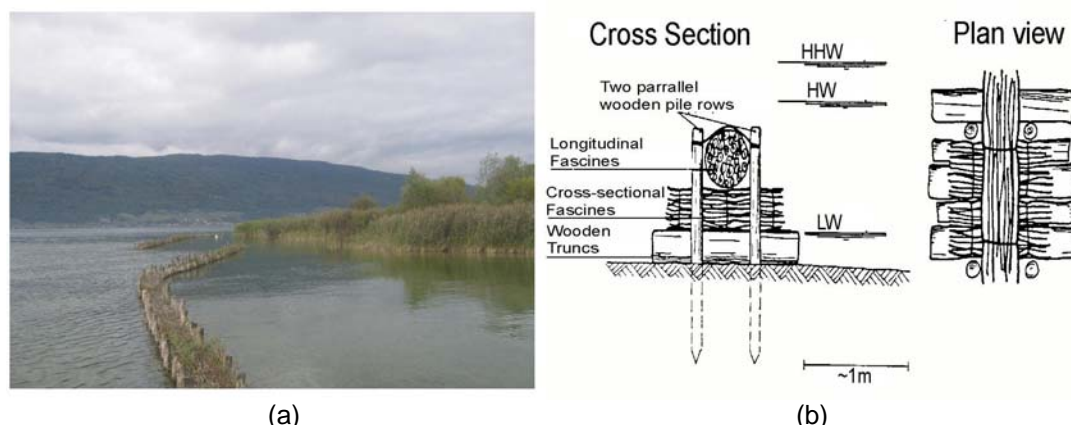 Cross Section
Plan view
HHW
HW
Two parrallel
wooden pile rows
Longitudinal
Fascines
Cross-sectional
Fascines
Wooden
Truncs
LW
~1m
(a)
(b)